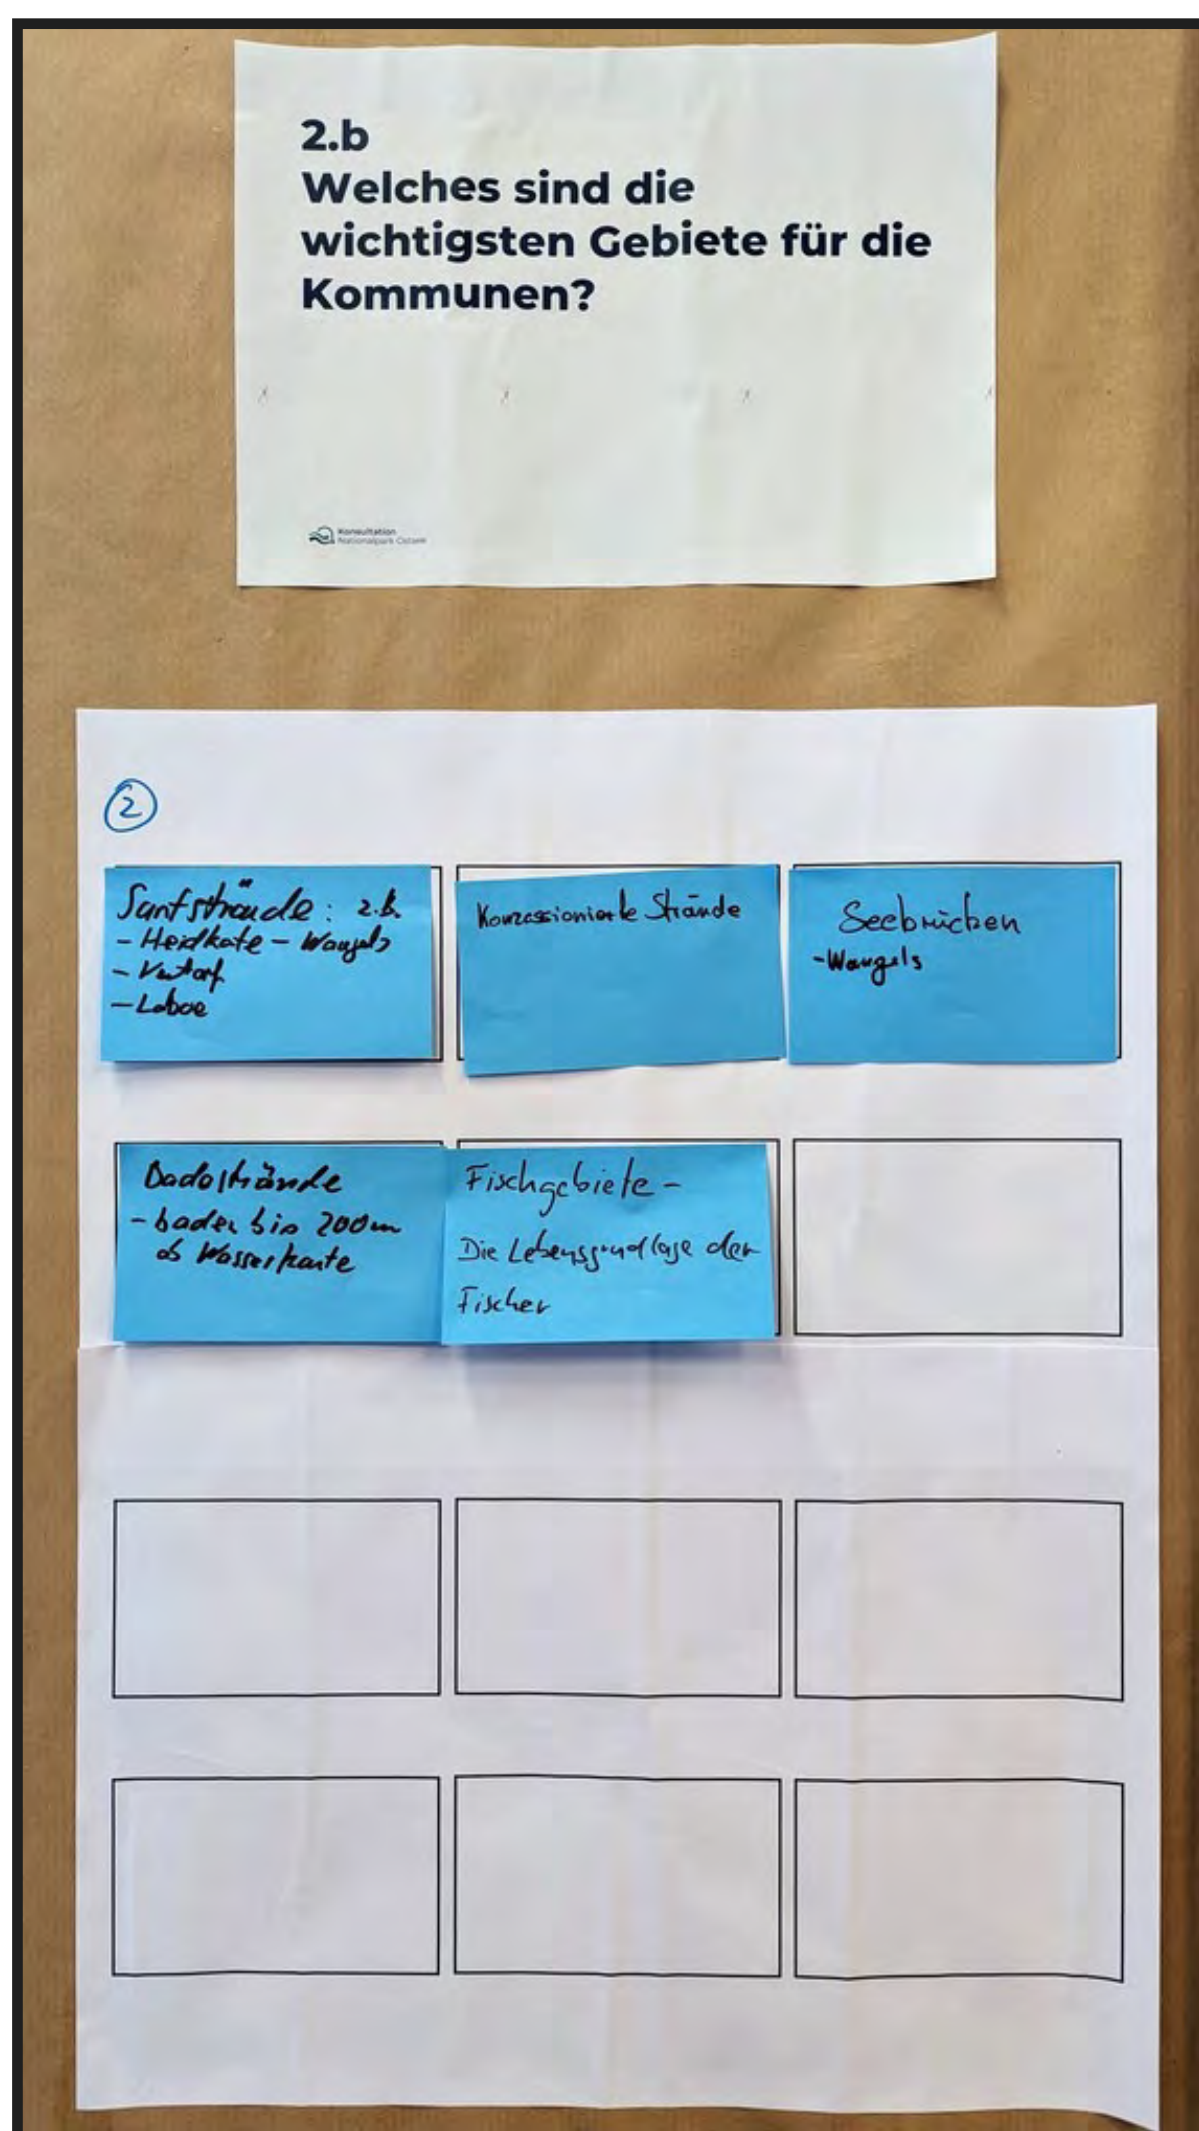 2.b
Welches sind die
wichtigsten Gebiete für die
Kommunen?
Konsultation
Nationalpark Ostsee
2
Surfstrände: z.b.
- Heidkate - Wangels
- Laboe
Konzessionierte Strände
Seebrücken
- Wangels
Badestrände
- baden bis 200m
ab Wasserkante
Fischgebiete -
Die Lebensgrundlage der
Fischer